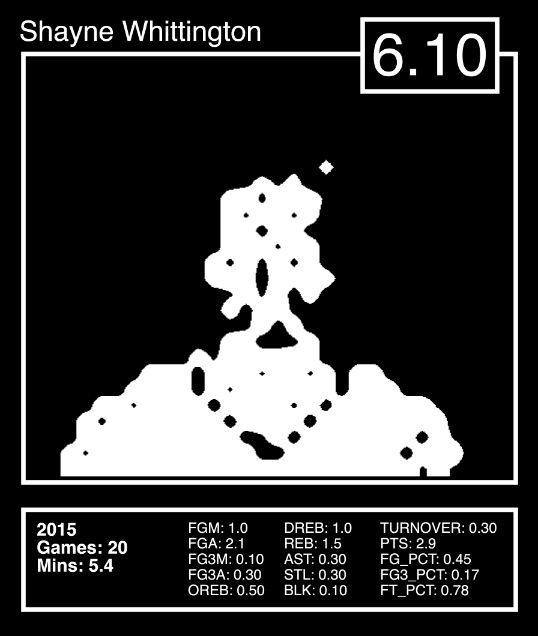 Shayne Whittington
6.10
2015
Games: 20
Mins: 5.4
FGM: 1.0
FGA: 2.1
FG3M: 0.10
FG3A: 0.30
OREB: 0.50
DREB: 1.0
REB: 1.5
AST: 0.30
STL: 0.30
BLK: 0.10
TURNOVER: 0.30
PTS: 2.9
FG_PCT: 0.45
FG3_PCT: 0.17
FT_PCT: 0.78